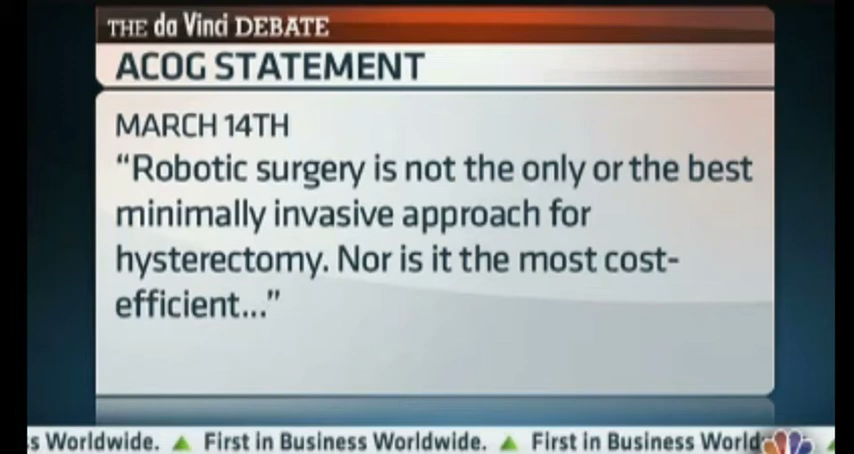 THE da Vinci DEBATE
ACOG STATEMENT
MARCH 14TH
“Robotic surgery is not the only or the best
minimally invasive approach for
hysterectomy. Nor is it the most cost-
efficient...”
s Worldwide. ▲ First in Business Worldwide. ▲ First in Business World